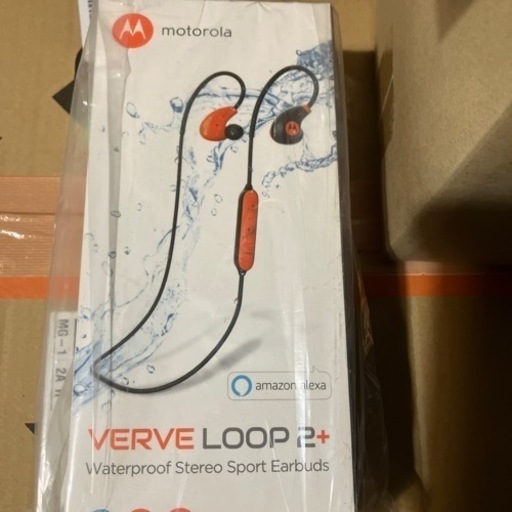 motorola
amazon alexa
VERVE LOOP 2+
Waterproof Stereo Sport Earbuds